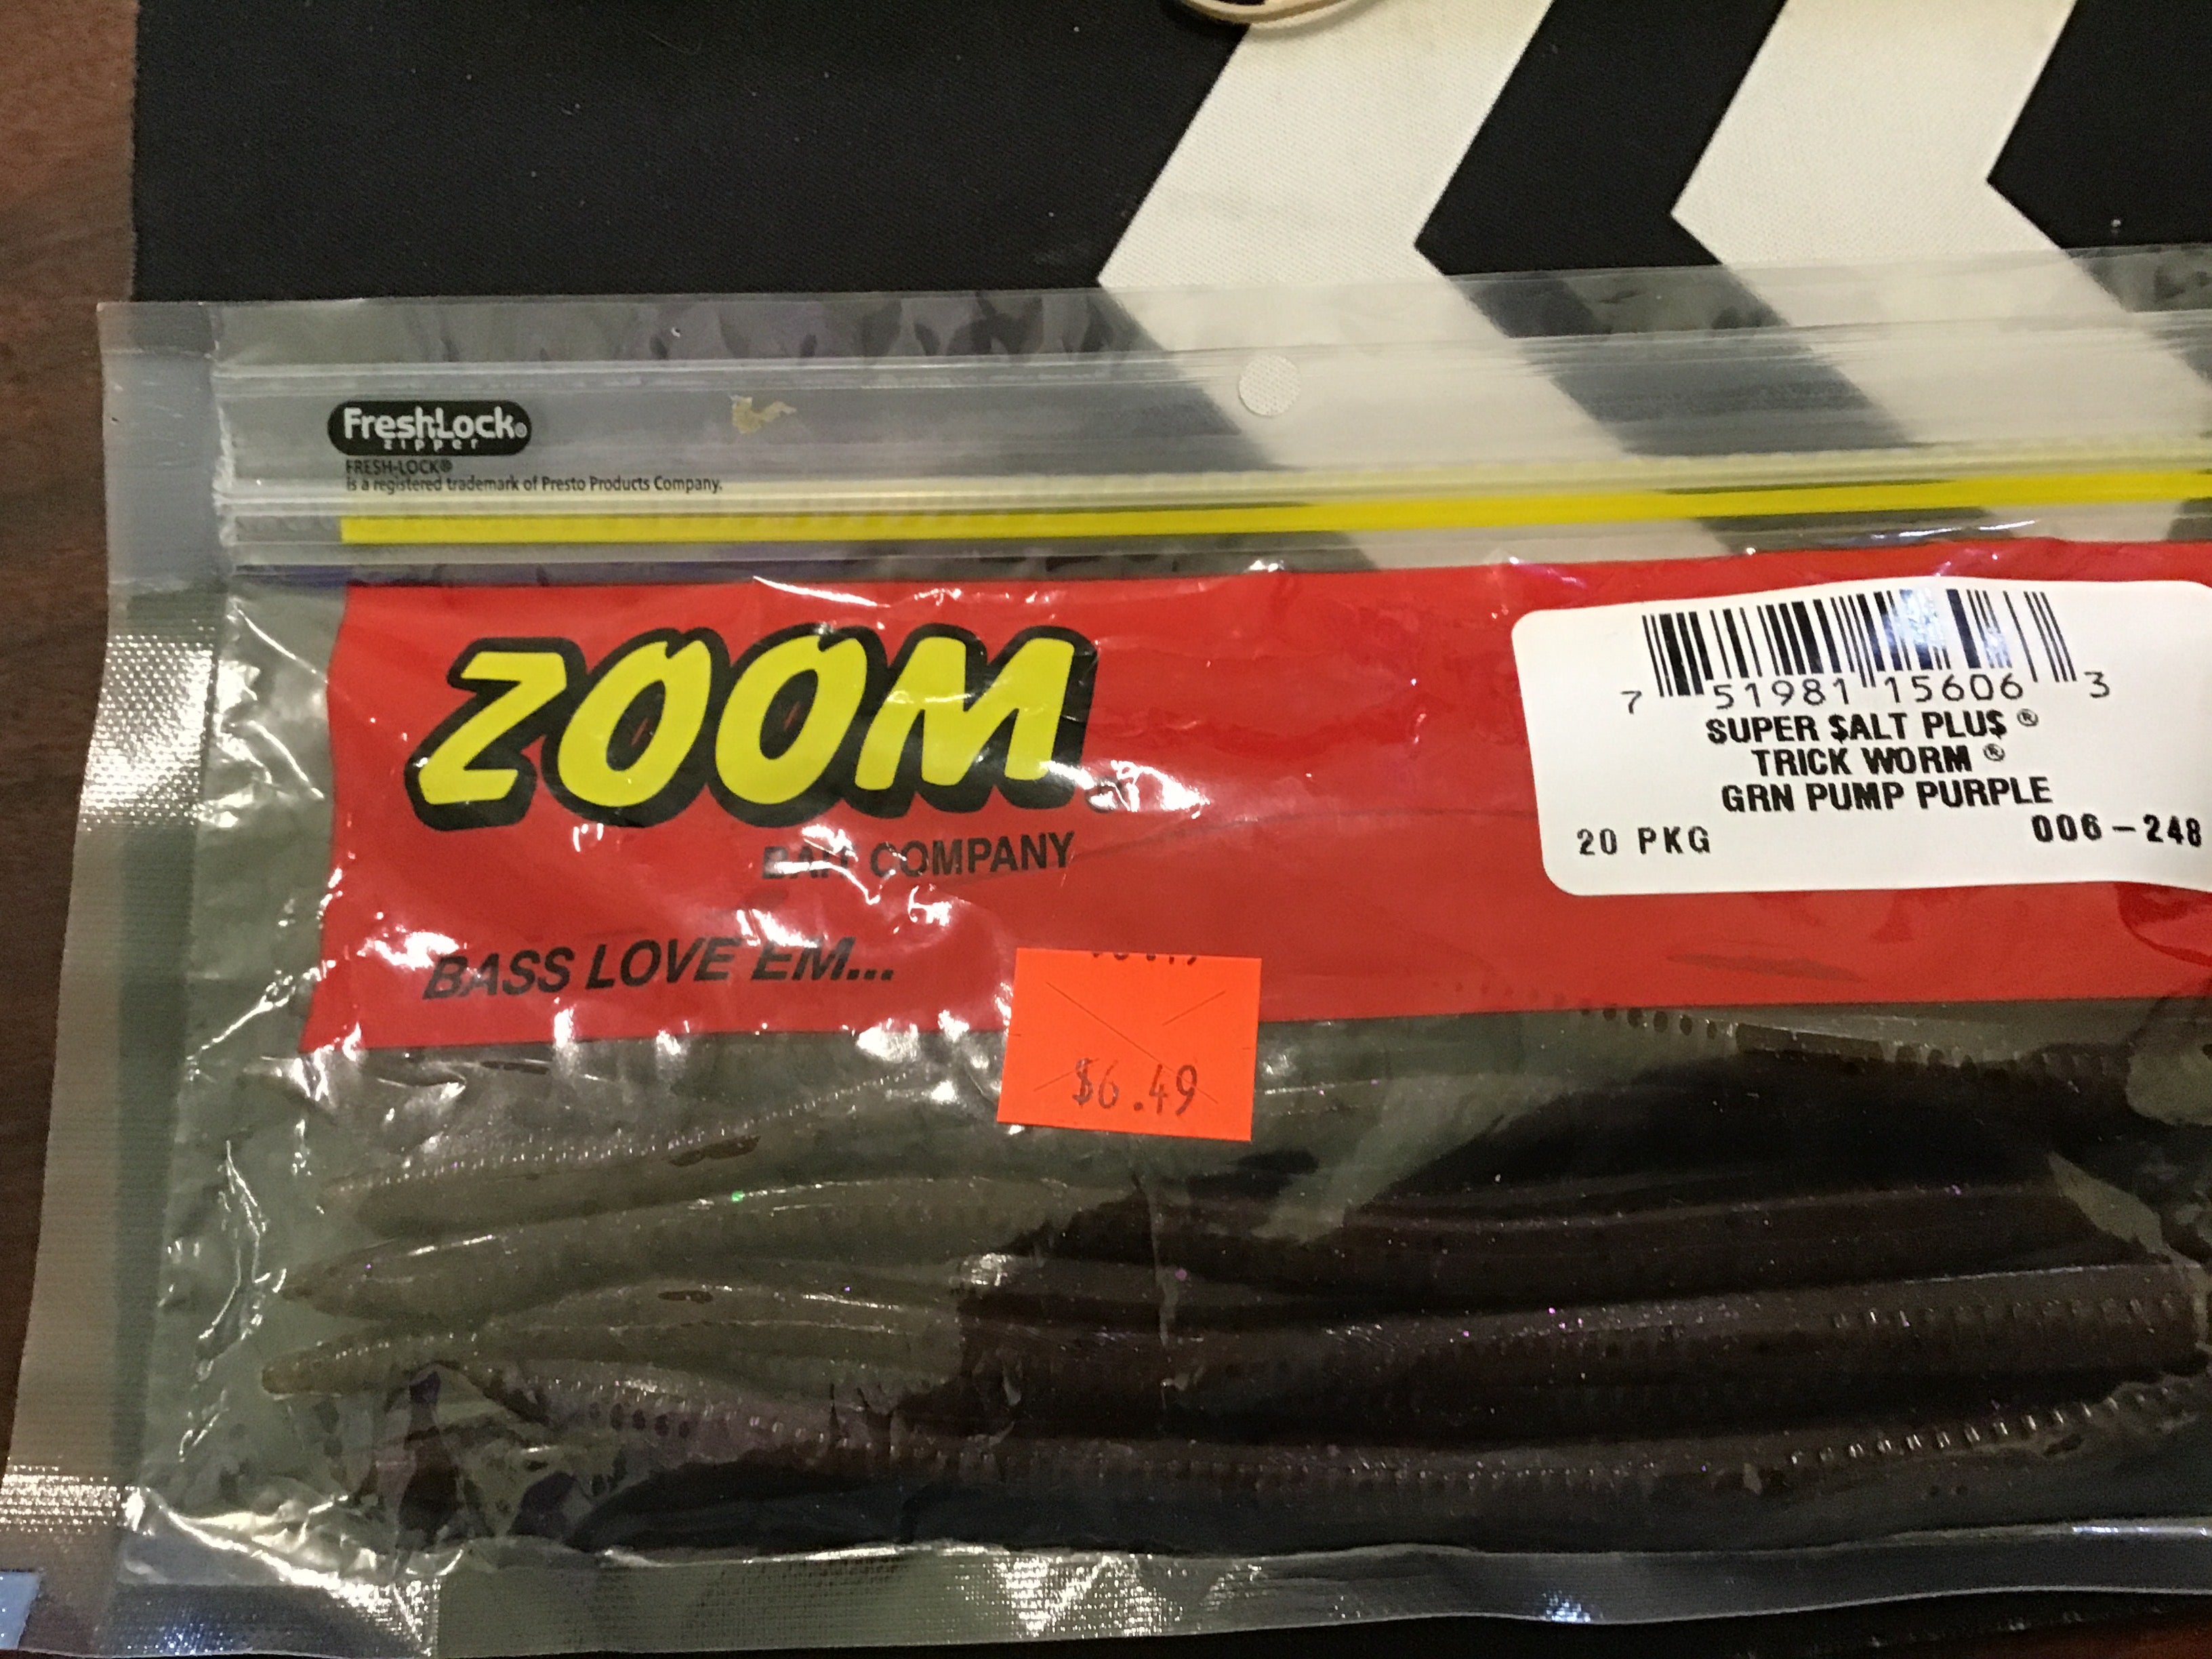 FreshLock®
zipper
FRESH-LOCK®
is a registered trademark of Presto Products Company.
ZOOM
BAIT COMPANY
BASS LOVE EM...
7 51981 15606 3
SUPER $ALT PLU$ ®
TRICK WORM ®
GRN PUMP PURPLE
20 PKG 006-248
$6.49